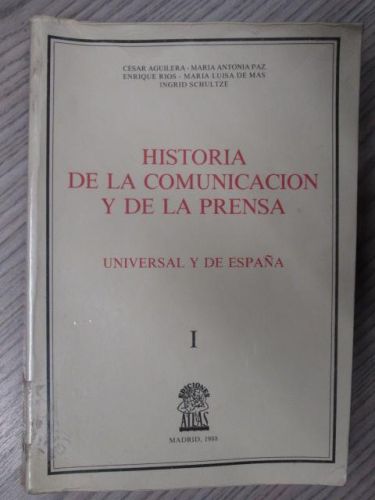 CESAR AGUILERA - MARIA ANTONIA PAZ
ENRIQUE RIOS - MARIA LUISA DE MAS
INGRID SCHULTZE
HISTORIA
DE LA COMUNICACION
Y DE LA PRENSA
UNIVERSAL Y DE ESPAÑA
I
EDICIONES
ATLAS
MADRID, 1988